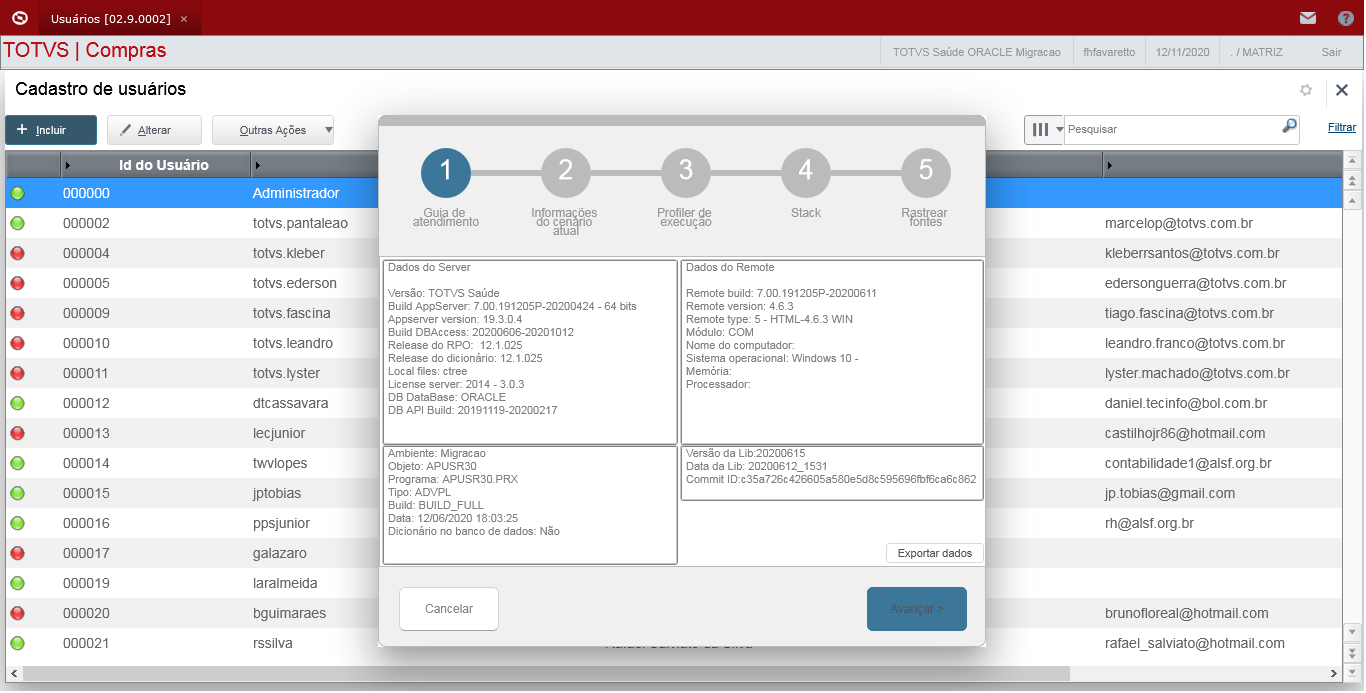 Usuários [02.9.0002] ×
TOTVS | Compras
TOTVS Saúde ORACLE Migracao
fhfavaretto
12/11/2020
. / MATRIZ
Sair
Cadastro de usuários
+ Incluir
Alterar
Outras Ações
Pesquisar
Filtrar
Id do Usuário
000000 Administrador
000002 totvs.pantaleao marcelop@totvs.com.br
000004 totvs.kleber kleberrsantos@totvs.com.br
000005 totvs.ederson edersonguerra@totvs.com.br
000009 totvs.fascina tiago.fascina@totvs.com.br
000010 totvs.leandro leandro.franco@totvs.com.br
000011 totvs.lyster lyster.machado@totvs.com.br
000012 dtcassavara daniel.tecinfo@bol.com.br
000013 lecjunior castilhojr86@hotmail.com
000014 twvlopes contabilidade1@alsf.org.br
000015 jptobias jp.tobias@gmail.com
000016 ppsjunior rh@alsf.org.br
000017 galazaro
000019 laralmeida
000020 bguimaraes brunofloreal@hotmail.com
000021 rssilva rafael_salviato@hotmail.com
1 2 3 4 5
Guia de
atendimento
Informações
do cenário
atual
Profiler de
execução
Stack
Rastrear
fontes
Dados do Server
Versão: TOTVS Saúde
Build AppServer: 7.00.191205P-20200424 - 64 bits
Appserver version: 19.3.0.4
Build DBAccess: 20200606-20201012
Release do RPO: 12.1.025
Release do dicionário: 12.1.025
Local files: ctree
License server: 2014 - 3.0.3
DB DataBase: ORACLE
DB API Build: 20191119-20200217
Dados do Remote
Remote build: 7.00.191205P-20200611
Remote version: 4.6.3
Remote type: 5 - HTML-4.6.3 WIN
Módulo: COM
Nome do computador:
Sistema operacional: Windows 10 -
Memória:
Processador:
Ambiente: Migracao
Objeto: APUSR30
Programa: APUSR30.PRX
Tipo: ADVPL
Build: BUILD_FULL
Data: 12/06/2020 18:03:25
Dicionário no banco de dados: Não
Versão da Lib:20200615
Data da Lib: 20200612_1531
Commit ID:c35a726c426605a580e5d8c595696fbf6ca6c862
Exportar dados
Cancelar
Avançar >